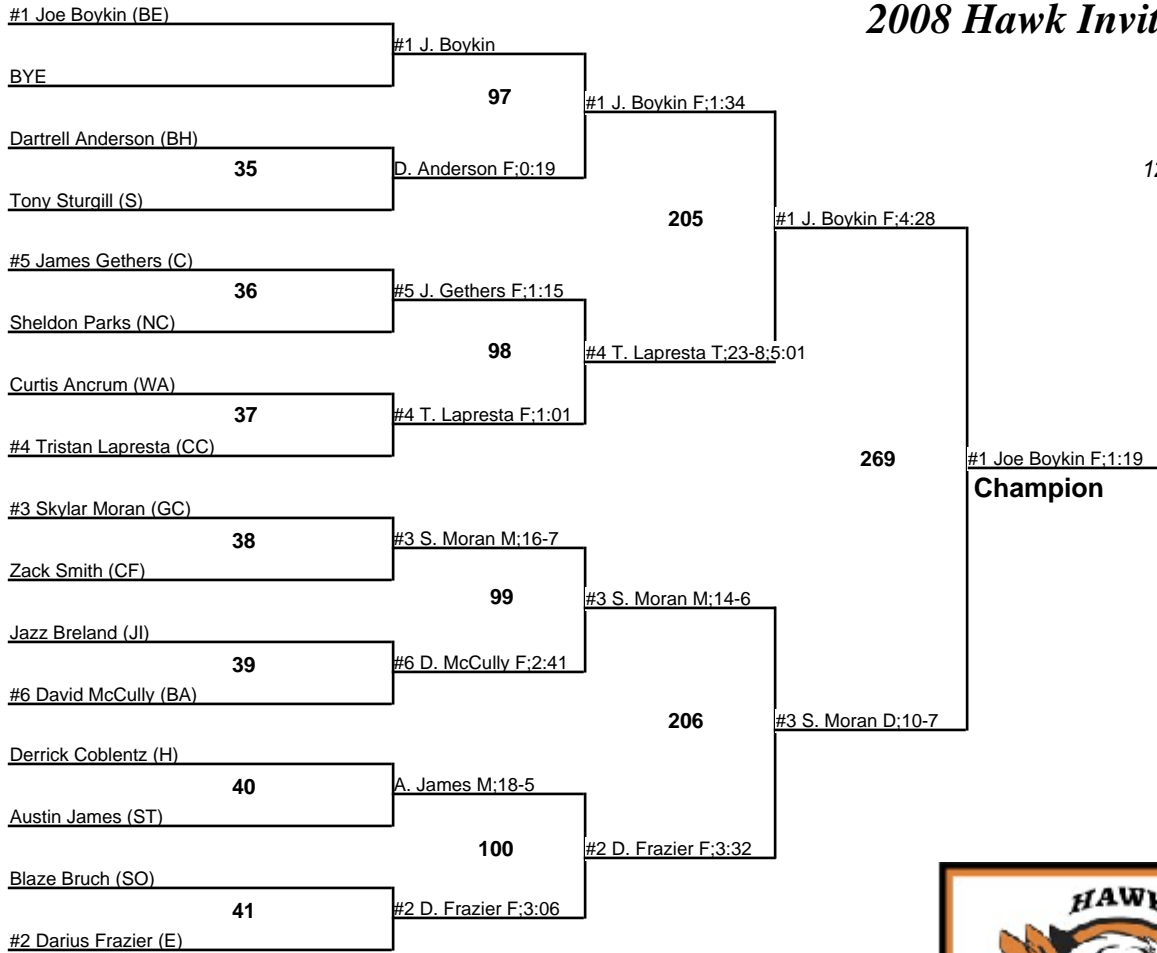 #1 Joe Boykin (BE)
2008 Hawk Invit
#1 J. Boykin
BYE
97
#1 J. Boykin F;1:34
Dartrell Anderson (BH)
35
D. Anderson F;0:19
12
Tony Sturgill (S)
205
#1 J. Boykin F;4:28
#5 James Gethers (C)
36
#5 J. Gethers F;1:15
Sheldon Parks (NC)
98
#4 T. Lapresta T;23-8;5:01
Curtis Ancrum (WA)
37
#4 T. Lapresta F;1:01
#4 Tristan Lapresta (CC)
269
#1 Joe Boykin F;1:19
Champion
#3 Skylar Moran (GC)
38
#3 S. Moran M;16-7
Zack Smith (CF)
99
#3 S. Moran M;14-6
Jazz Breland (JI)
39
#6 D. McCully F;2:41
#6 David McCully (BA)
206
#3 S. Moran D;10-7
Derrick Coblentz (H)
40
A. James M;18-5
Austin James (ST)
100
#2 D. Frazier F;3:32
Blaze Bruch (SO)
41
#2 D. Frazier F;3:06
#2 Darius Frazier (E)
HAW